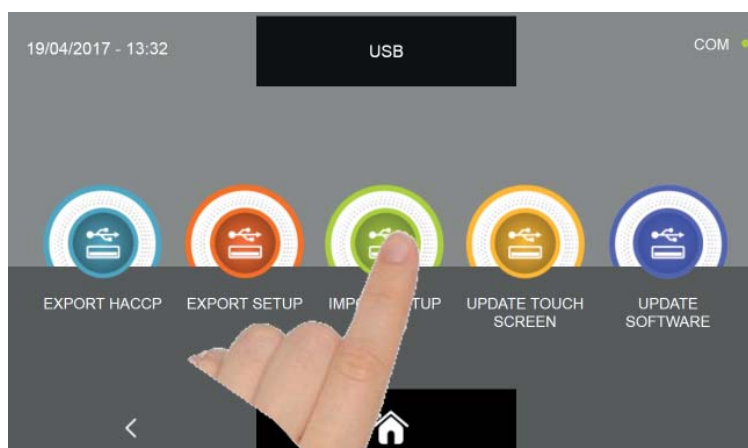 19/04/2017 - 13:32
USB
COM
EXPORT HACCP
EXPORT SETUP
UPDATE TOUCH
SCREEN
UPDATE
SOFTWARE